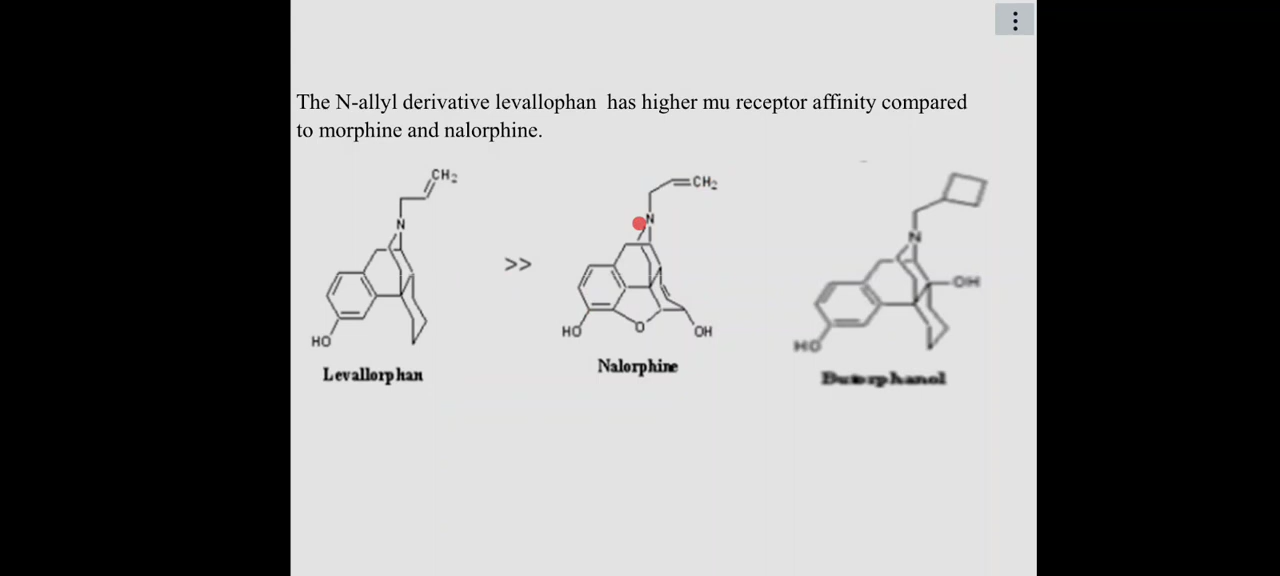 The N-allyl derivative levallophan has higher mu receptor affinity compared
to morphine and nalorphine.
CH₂
N
HO
Levallorphan
>>
CH₂
N
HO
O
OH
Nalorphine
N
OH
HO
Butorphanol